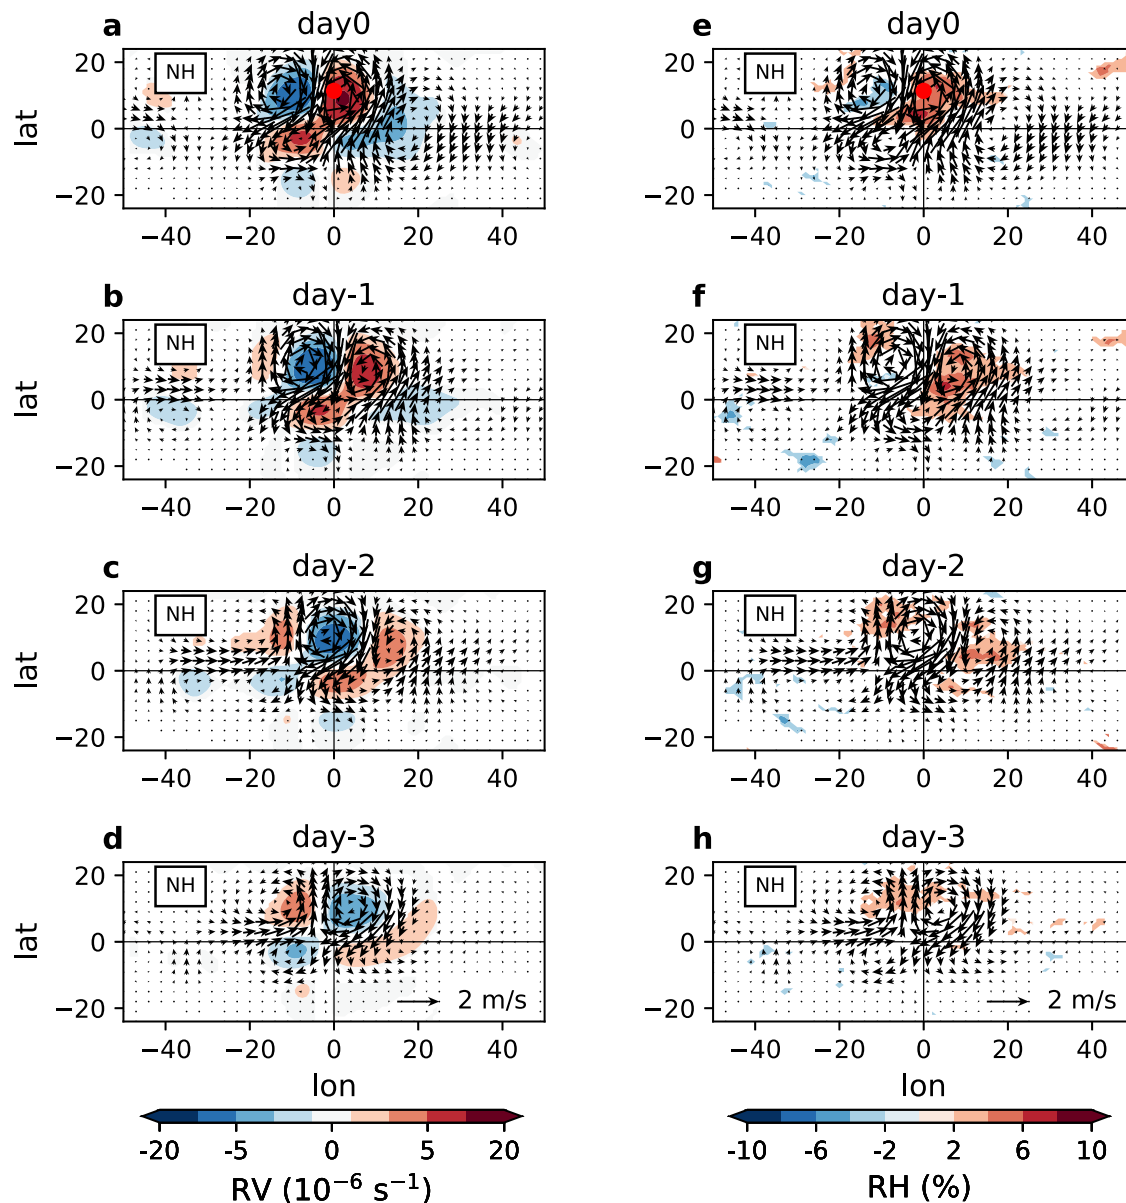 a day0 e day0
NH NH
lat
20
0
−20
−40 −20 0 20 40
20
0
−20
−40 −20 0 20 40
b day-1 f day-1
NH NH
lat
20
0
−20
−40 −20 0 20 40
20
0
−20
−40 −20 0 20 40
c day-2 g day-2
NH NH
lat
20
0
−20
−40 −20 0 20 40
20
0
−20
−40 −20 0 20 40
d day-3 h day-3
NH NH
lat
20
0
−20
2 m/s
−40 −20 0 20 40
lon
20
0
−20
2 m/s
−40 −20 0 20 40
lon
-20 -5 0 5 20
RV (10⁻⁶ s⁻¹)
-10 -6 -2 2 6 10
RH (%)